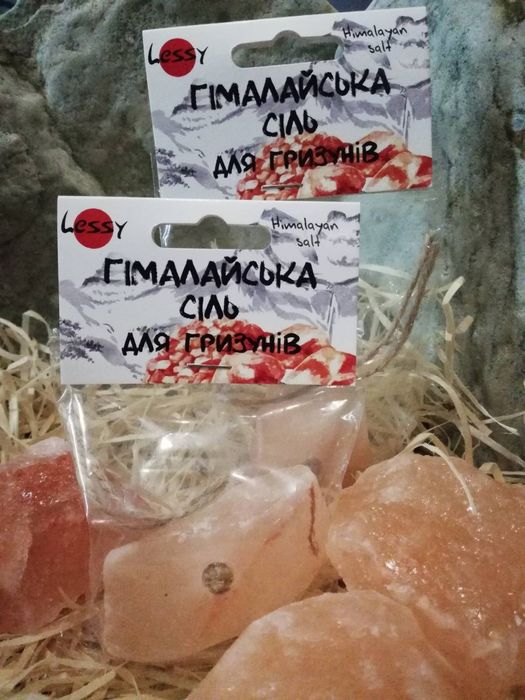 Lessy
Himalayan
salt
ГІМАЛАЙСЬКА
СІЛЬ
ДЛЯ ГРИЗУНІВ
Lessy
Himalayan
salt
ГІМАЛАЙСЬКА
СІЛЬ
ДЛЯ ГРИЗУНІВ